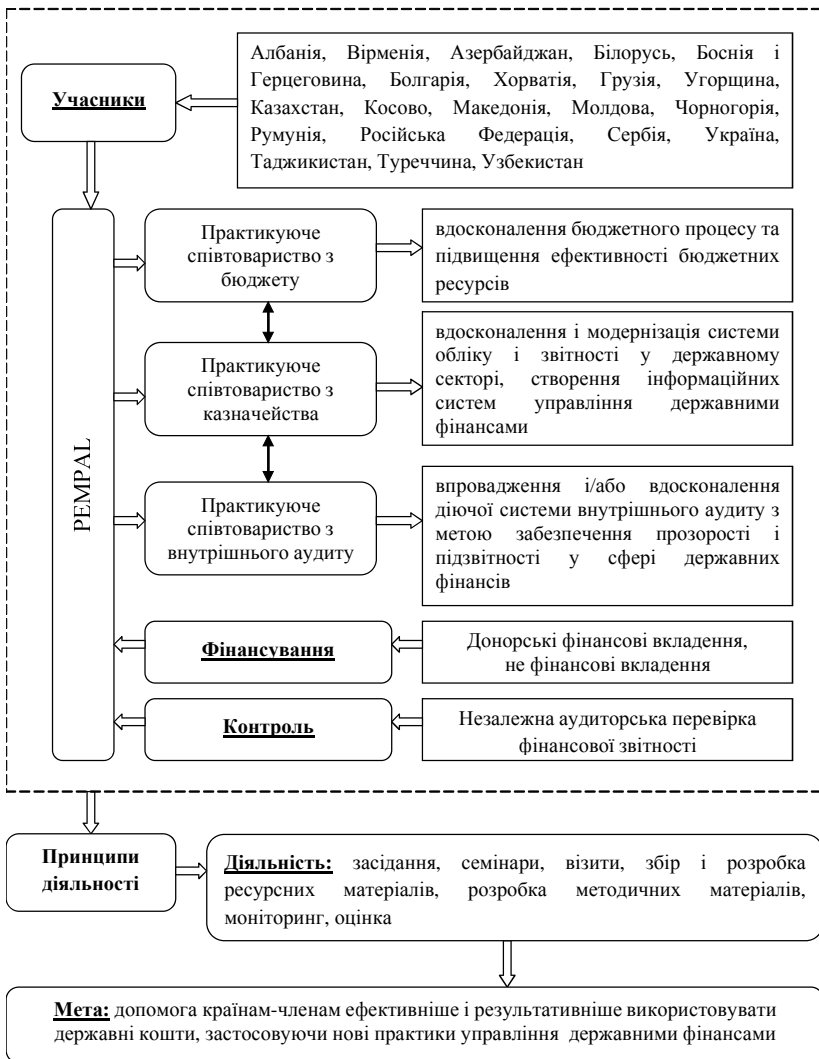 Албанія, Вірменія, Азербайджан, Білорусь, Боснія і
Герцеговина, Болгарія, Хорватія, Грузія, Угорщина,
Казахстан, Косово, Македонія, Молдова, Чорногорія,
Румунія, Російська Федерація, Сербія, Україна,
Таджикистан, Туреччина, Узбекистан
Учасники
PEMPAL
Практикуюче
співтовариство з
бюджету
вдосконалення бюджетного процесу та
підвищення ефективності бюджетних
ресурсів
Практикуюче
співтовариство з
казначейства
вдосконалення і модернізація системи
обліку і звітності у державному
секторі, створення інформаційних
систем управління державними
фінансами
Практикуюче
співтовариство з
внутрішнього аудиту
впровадження і/або вдосконалення
діючої системи внутрішнього аудиту з
метою забезпечення прозорості і
підзвітності у сфері державних
фінансів
Фінансування
Донорські фінансові вкладення,
не фінансові вкладення
Контроль
Незалежна аудиторська перевірка
фінансової звітності
Принципи
діяльності
Діяльність: засідання, семінари, візити, збір і розробка
ресурсних матеріалів, розробка методичних матеріалів,
моніторинг, оцінка
Мета: допомога країнам-членам ефективніше і результативніше використовувати
державні кошти, застосовуючи нові практики управління державними фінансами